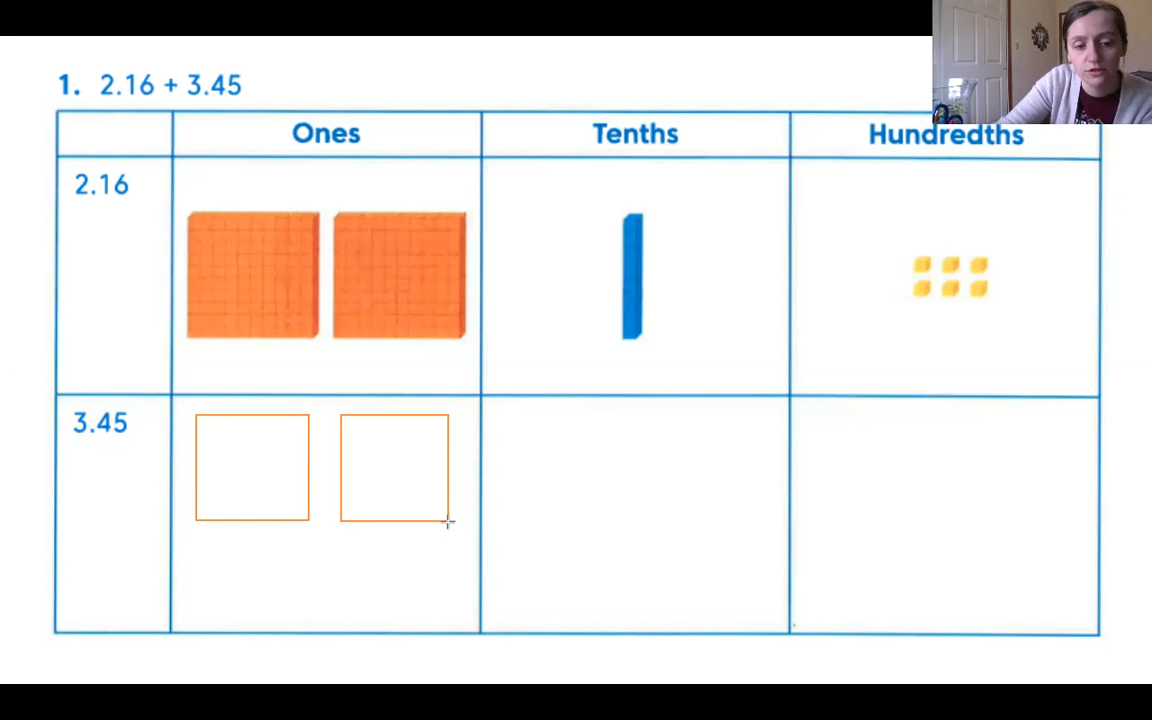 1. 2.16 + 3.45
Ones Tenths Hundredths
2.16
3.45